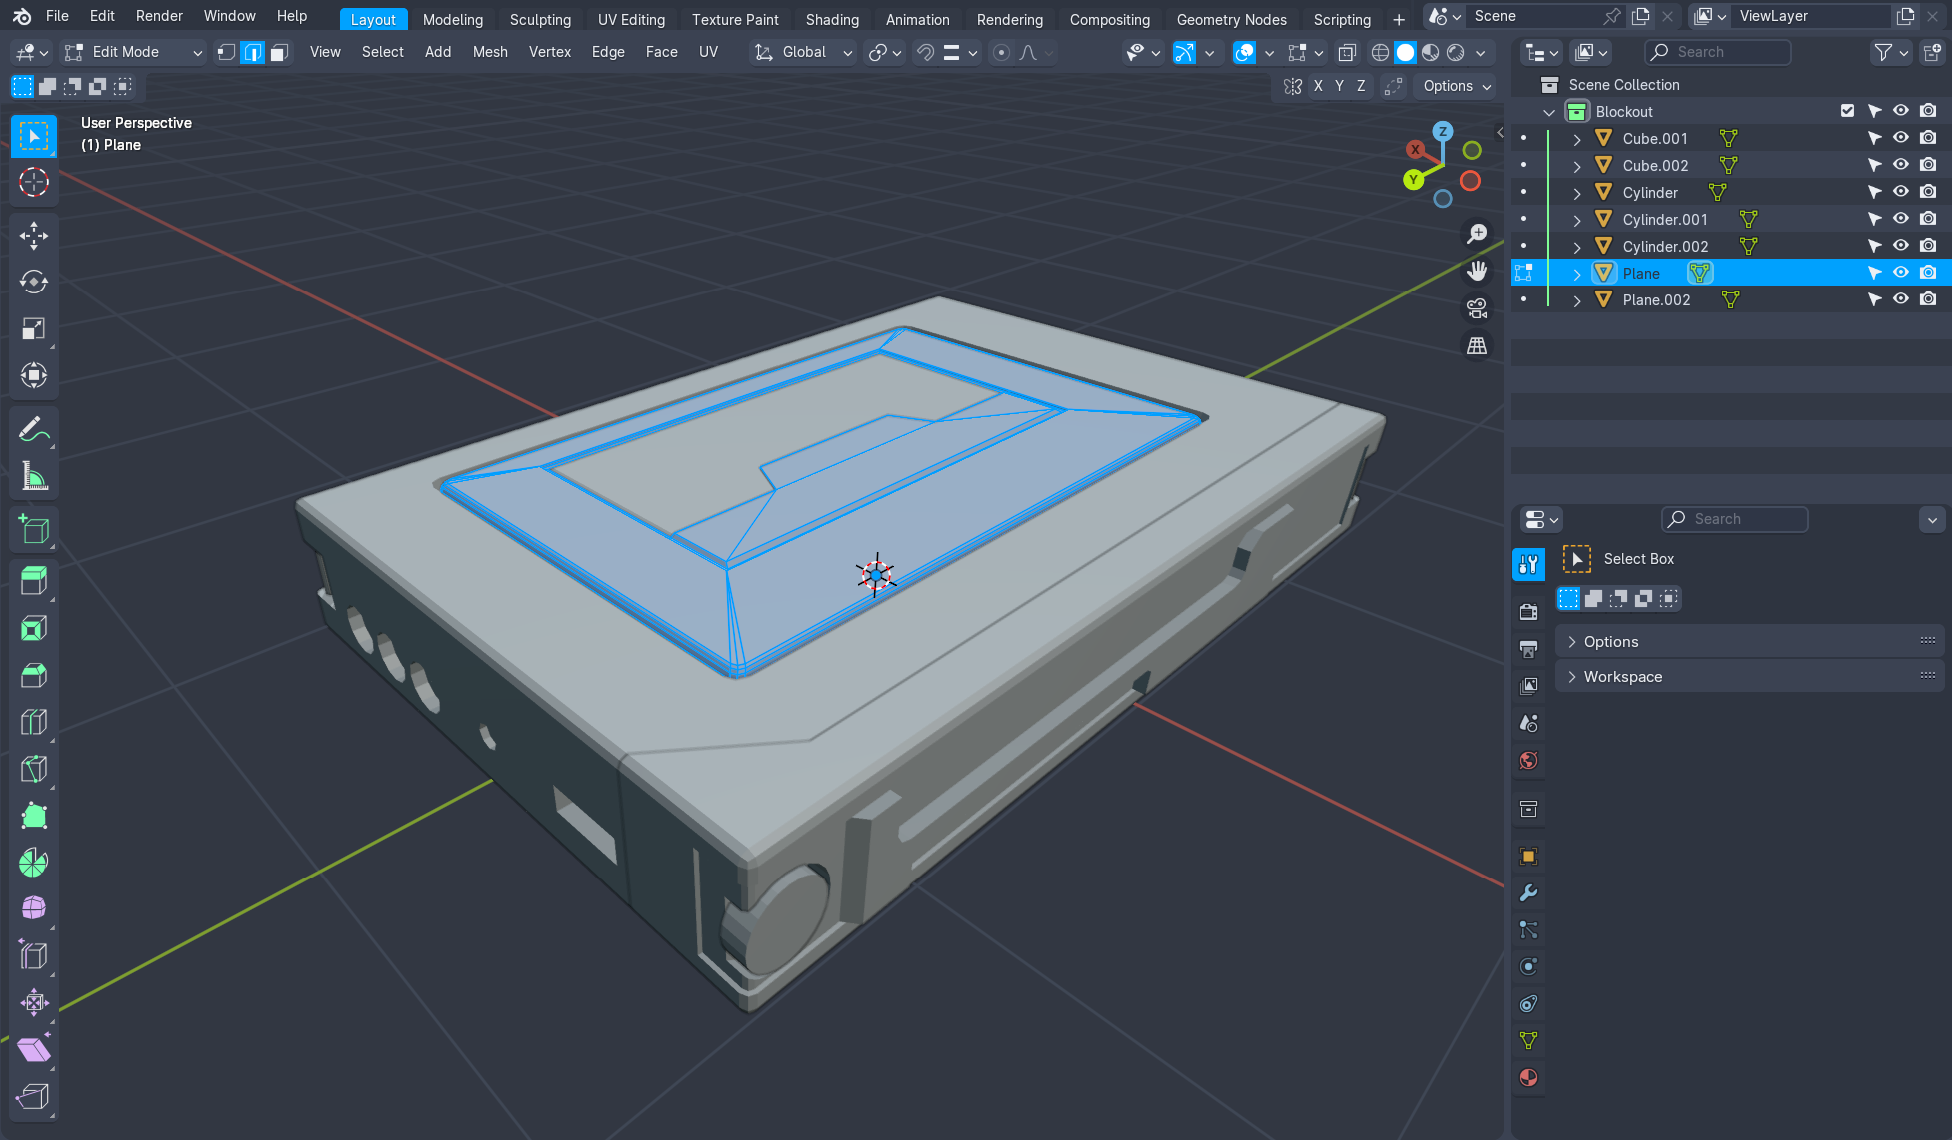 File Edit Render Window Help Layout Modeling Sculpting UV Editing Texture Paint Shading Animation Rendering Compositing Geometry Nodes Scripting + Scene ViewLayer
Edit Mode View Select Add Mesh Vertex Edge Face UV Global Search
X Y Z Options
Scene Collection
Blockout
User Perspective
(1) Plane
Z
X
Y
Cube.001
Cube.002
Cylinder
Cylinder.001
Cylinder.002
Plane
Plane.002
Search
Select Box
Options
Workspace